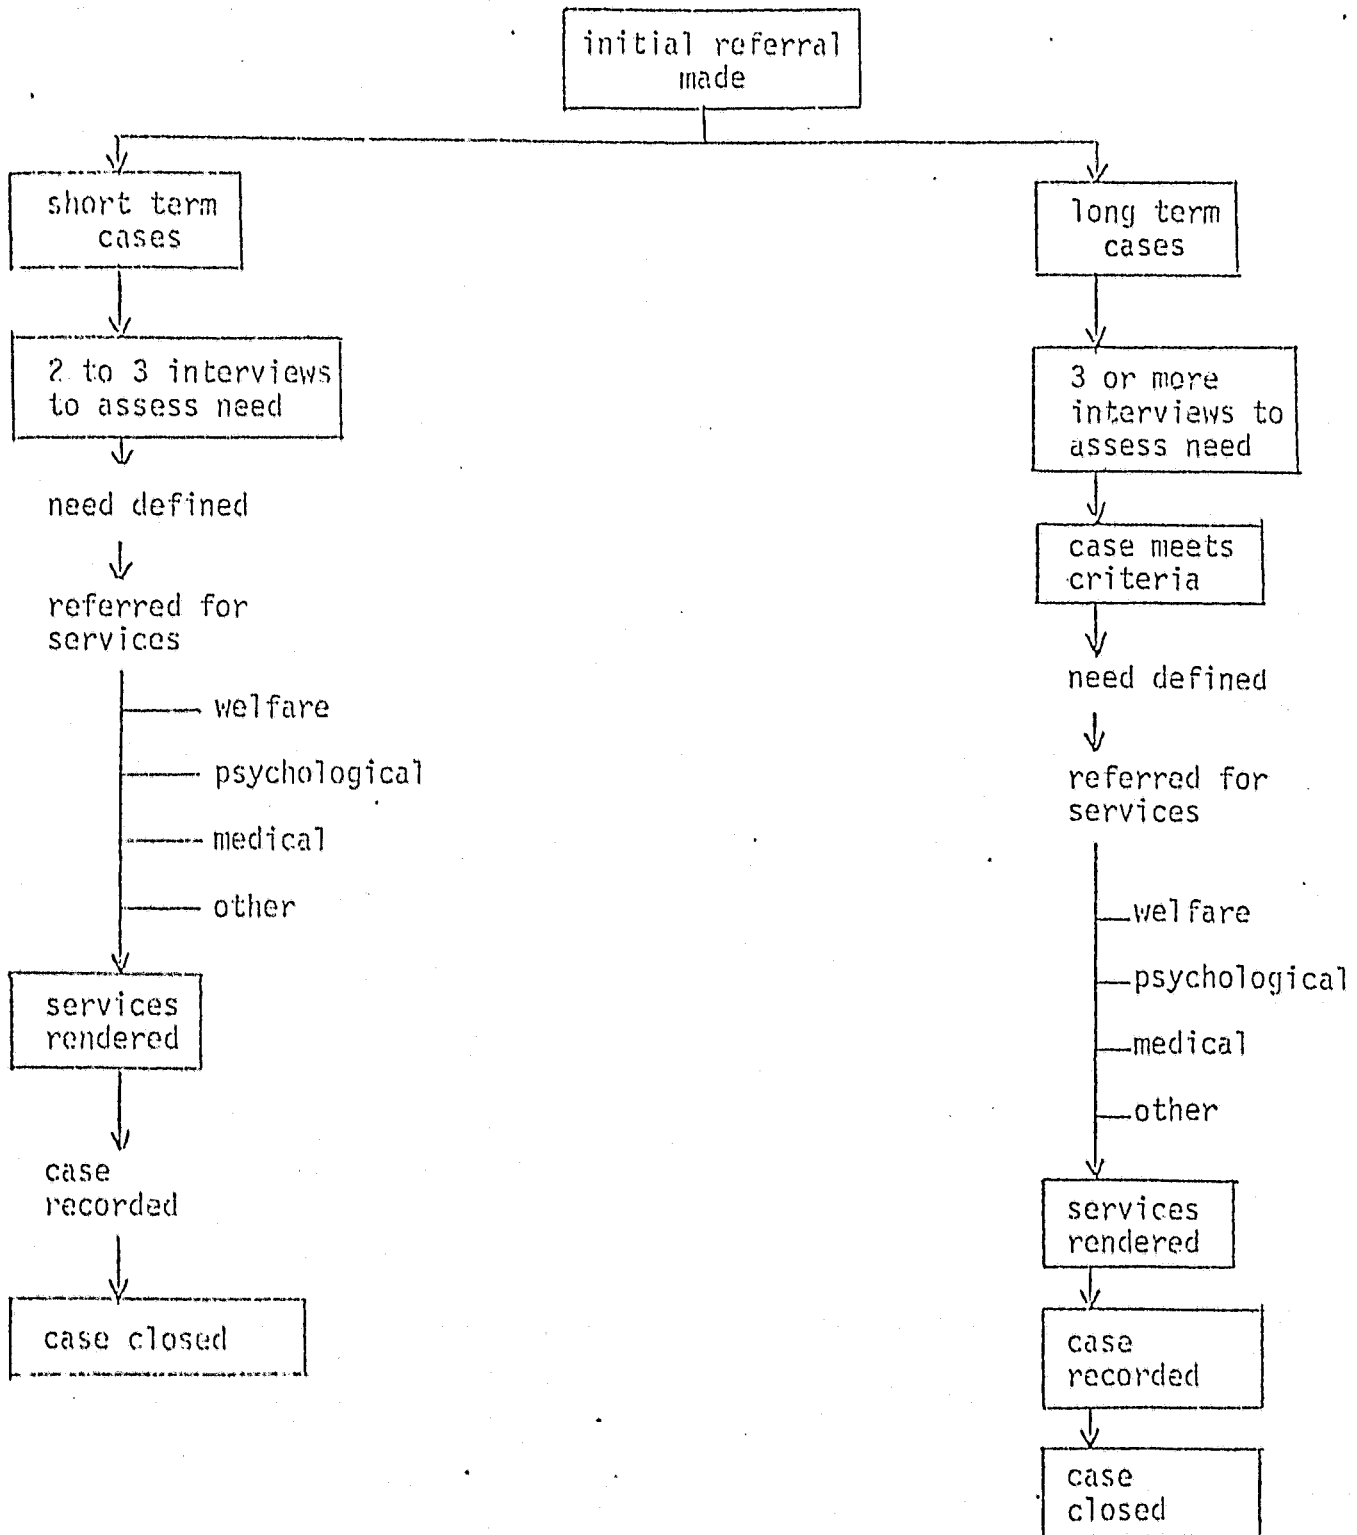 initial referral
made
short term
cases
2 to 3 interviews
to assess need
need defined
referred for
services
welfare
psychological
medical
other
services
rendered
case
recorded
case closed
long term
cases
3 or more
interviews to
assess need
case meets
criteria
need defined
referred for
services
welfare
psychological
medical
other
services
rendered
case
recorded
case
closed